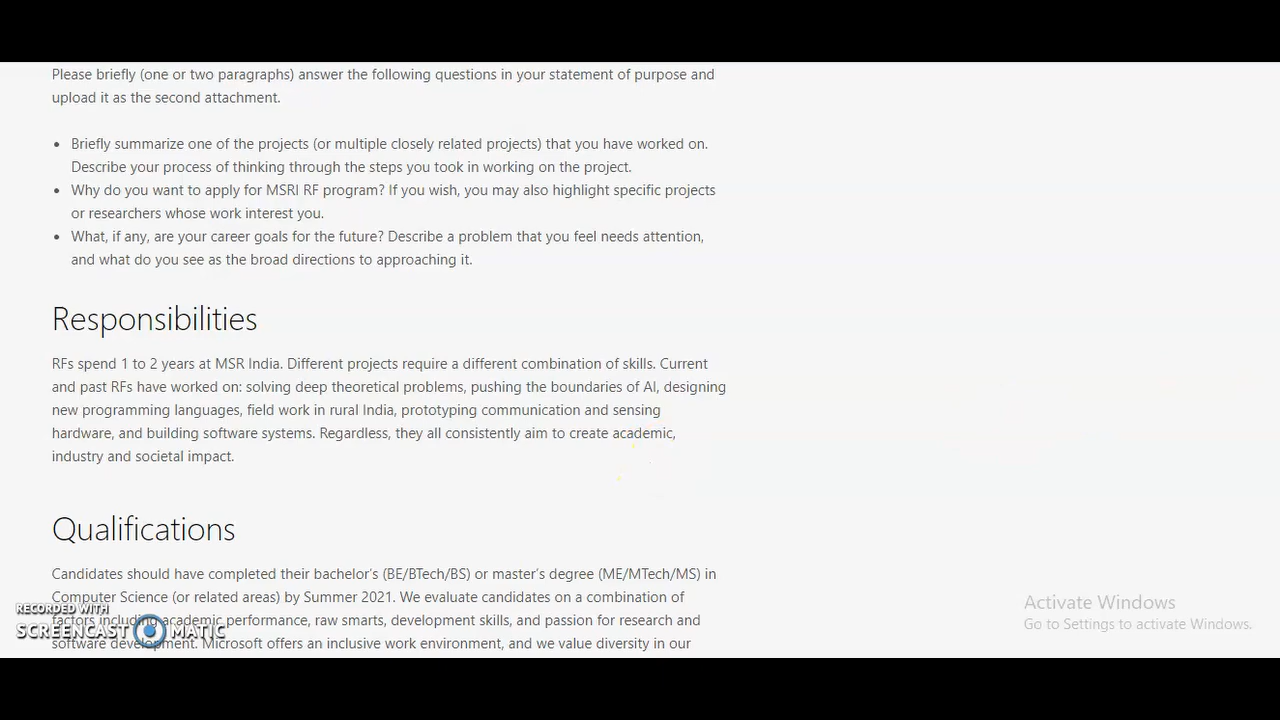 Please briefly (one or two paragraphs) answer the following questions in your statement of purpose and
upload it as the second attachment.
• Briefly summarize one of the projects (or multiple closely related projects) that you have worked on.
Describe your process of thinking through the steps you took in working on the project.
• Why do you want to apply for MSRI RF program? If you wish, you may also highlight specific projects
or researchers whose work interest you.
• What, if any, are your career goals for the future? Describe a problem that you feel needs attention,
and what do you see as the broad directions to approaching it.
Responsibilities
RFs spend 1 to 2 years at MSR India. Different projects require a different combination of skills. Current
and past RFs have worked on: solving deep theoretical problems, pushing the boundaries of AI, designing
new programming languages, field work in rural India, prototyping communication and sensing
hardware, and building software systems. Regardless, they all consistently aim to create academic,
industry and societal impact.
Qualifications
Candidates should have completed their bachelor's (BE/BTech/BS) or master's degree (ME/MTech/MS) in
Computer Science (or related areas) by Summer 2021. We evaluate candidates on a combination of
factors including academic performance, raw smarts, development skills, and passion for research and
software development. Microsoft offers an inclusive work environment, and we value diversity in our
RECORDED WITH
SCREENCAST MATIC
Activate Windows
Go to Settings to activate Windows.